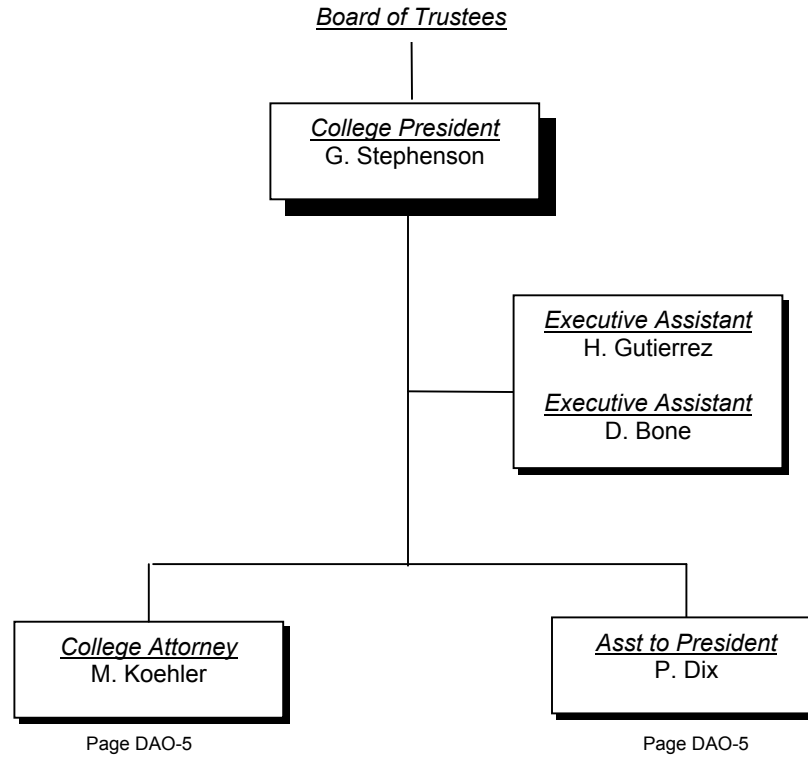 Board of Trustees
College President
G. Stephenson
Executive Assistant
H. Gutierrez
Executive Assistant
D. Bone
College Attorney
M. Koehler
Asst to President
P. Dix
Page DAO-5
Page DAO-5